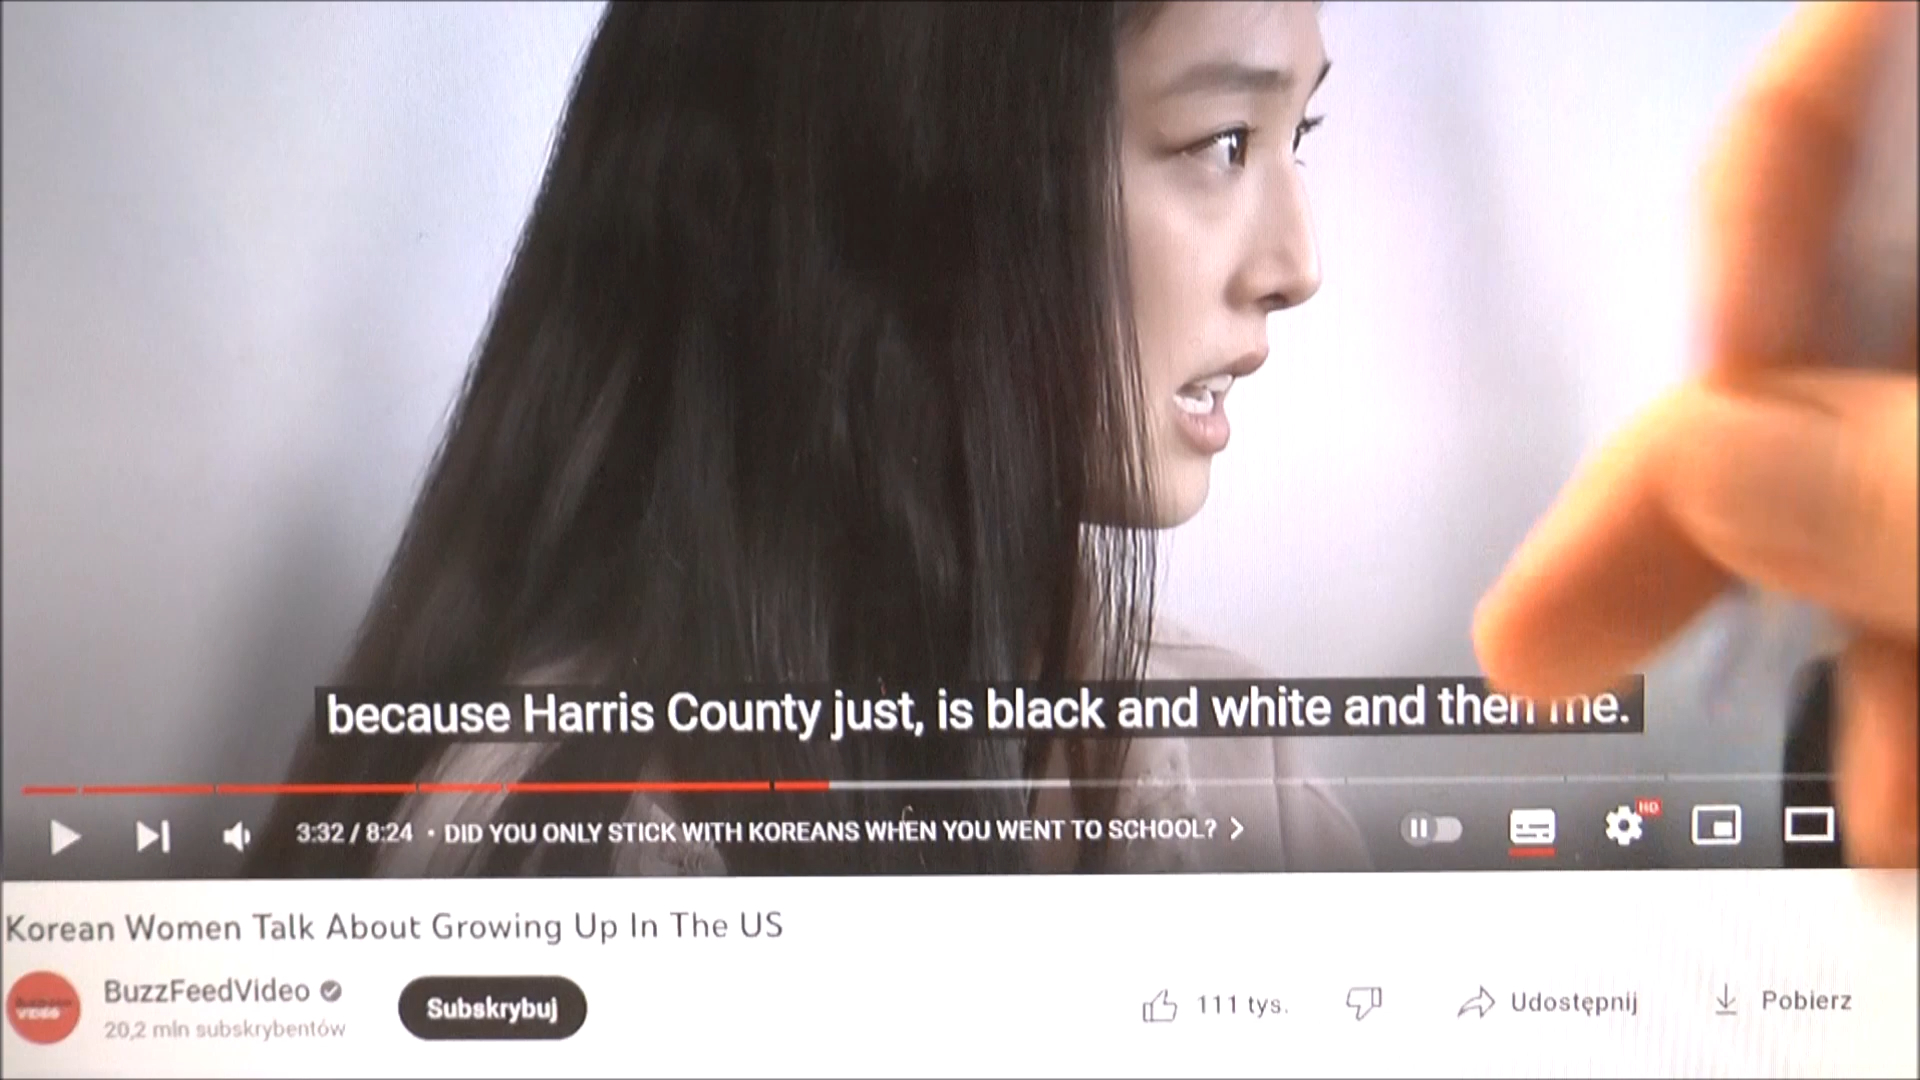 because Harris County just, is black and white and then me.
HD
3:32 / 8:24 • DID YOU ONLY STICK WITH KOREANS WHEN YOU WENT TO SCHOOL? >
Korean Women Talk About Growing Up In The US
BuzzFeedVideo
20,2 mln subskrybentów
Subskrybuj
111 tys.
Udostępnij
Pobierz
VIDEO